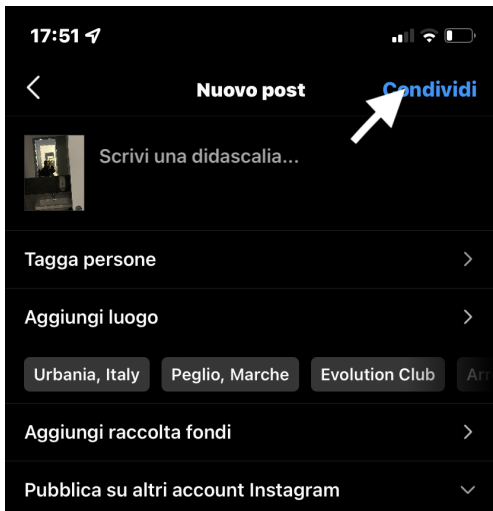 17:51
Nuovo post
Condividi
Scrivi una didascalia...
Tagga persone
Aggiungi luogo
Urbania, Italy
Peglio, Marche
Evolution Club
Arr
Aggiungi raccolta fondi
Pubblica su altri account Instagram